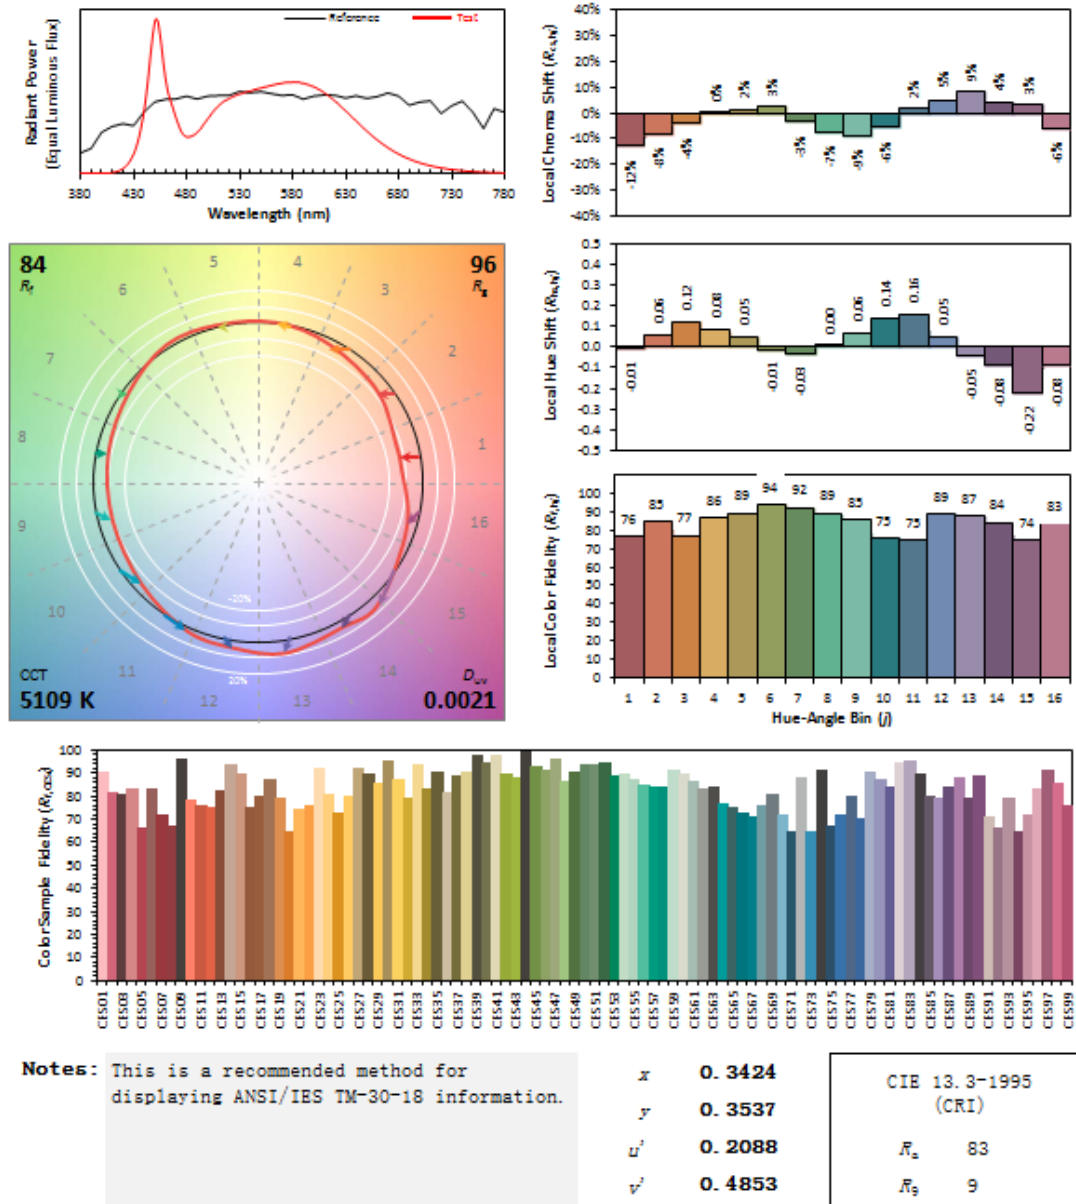 Reference
Test
Radiant Power
(Equal Luminous Flux)
380 430 480 530 580 630 680 730 780
Wavelength (nm)
Local Chroma Shift (Rcs,hj)
40%
30%
20%
10%
0%
-10%
-20%
-30%
-40%
-12% -8% -4% 0% 2% 3% -3% -7% -9% -6% 2% 5% 9% 4% 3% -6%
84
Rf
96
Rg
5 4
6 3
7 2
8 1
9 16
10 15
11 14
12 13
-20%
20%
CCT
5109 K
Duv
0.0021
Local Hue Shift (Rhs,hj)
0.5
0.4
0.3
0.2
0.1
0.0
-0.1
-0.2
-0.3
-0.4
-0.5
-0.01 0.06 0.12 0.08 0.05 -0.01 -0.03 0.00 0.06 0.14 0.16 0.05 -0.05 -0.08 -0.22 -0.08
Local Color Fidelity (Rf,hj)
100
90
80
70
60
50
40
30
20
10
0
76 85 77 86 89 94 92 89 85 75 75 89 87 84 74 83
1 2 3 4 5 6 7 8 9 10 11 12 13 14 15 16
Hue-Angle Bin (j)
Color Sample Fidelity (Rf,CESi)
100
90
80
70
60
50
40
30
20
10
0
CES01 CES03 CES05 CES07 CES09 CES11 CES13 CES15 CES17 CES19 CES21 CES23 CES25 CES27 CES29 CES31 CES33 CES35 CES37 CES39 CES41 CES43 CES45 CES47 CES49 CES51 CES53 CES55 CES57 CES59 CES61 CES63 CES65 CES67 CES69 CES71 CES73 CES75 CES77 CES79 CES81 CES83 CES85 CES87 CES89 CES91 CES93 CES95 CES97 CES99
Notes: This is a recommended method for
displaying ANSI/IES TM-30-18 information.
x 0.3424
y 0.3537
u' 0.2088
v' 0.4853
CIE 13.3-1995
(CRI)
Ra 83
R9 9